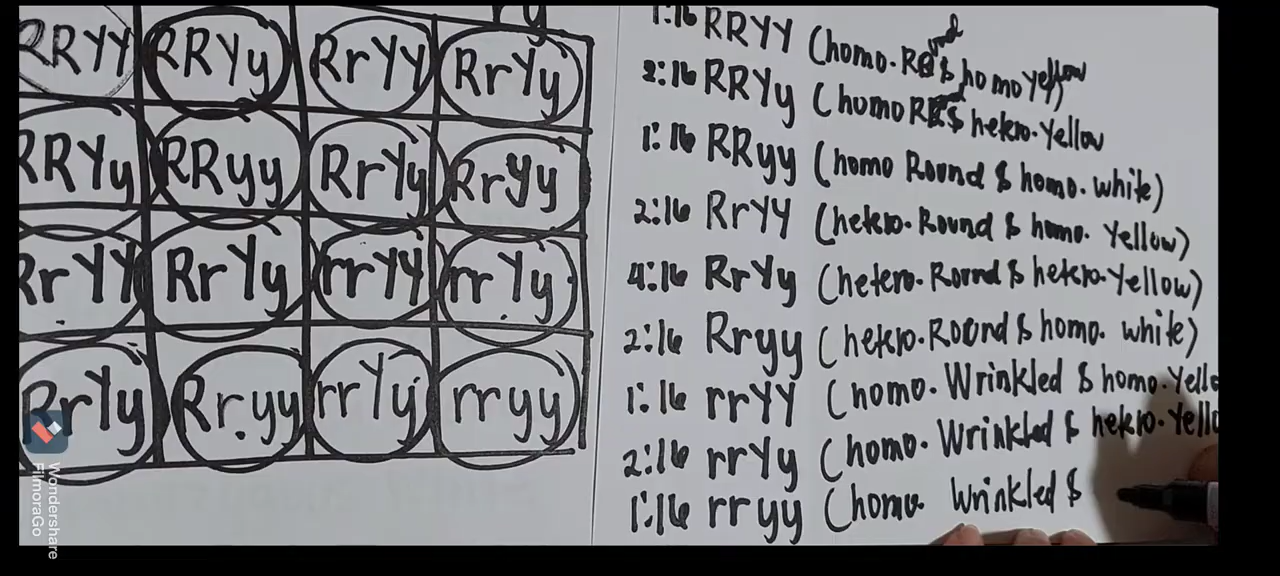 ry
RRYY RRYy RrYY RrYy
RRYy RRyy RrYy Rryy
RrYY RrYy rrYY rrYy
RrYy Rryy rrYy rryy
1:16 RRYY (homo. Round & homo Yellow
2:16 RRYy (homo & hetero. Yellow
1:16 RRyy (homo Round & homo. white)
2:16 RrYY (hetero. Round & homo. Yellow)
4:16 RrYy (hetero. Round & hetero. Yellow)
2:16 Rryy (hetero. Round & homo. white)
1:16 rrYY (homo. Wrinkled & homo. Yello
2:16 rrYy (homo. Wrinkled & hetero. Yello
1:16 rryy (homo. Wrinkled &
Wondershare
FilmoraGo